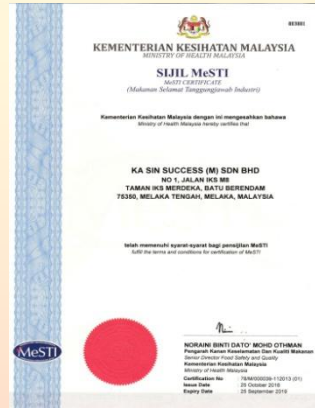 KEMENTERIAN KESIHATAN MALAYSIA
MINISTRY OF HEALTH MALAYSIA
SIJIL MeSTI
MeSTI CERTIFICATE
(Makanan Selamat Tanggungjawab Industri)
Kementerian Kesihatan Malaysia dengan ini mengesahkan bahawa
Ministry of Health Malaysia hereby certifies that
KA SIN SUCCESS (M) SDN BHD
NO 1, JALAN IKS M8
TAMAN IKS MERDEKA, BATU BERENDAM
75350, MELAKA TENGAH, MELAKA, MALAYSIA
telah memenuhi syarat-syarat bagi pensijilan MeSTI
fulfill the terms and conditions for certification of MeSTI
MeSTI
NORAINI BINTI DATO' MOHD OTHMAN
Pengarah Kanan Keselamatan Dan Kualiti Makanan
Senior Director Food Safety and Quality
Kementerian Kesihatan Malaysia
Ministry of Health Malaysia
Certification No
Issue Date
Expiry Date